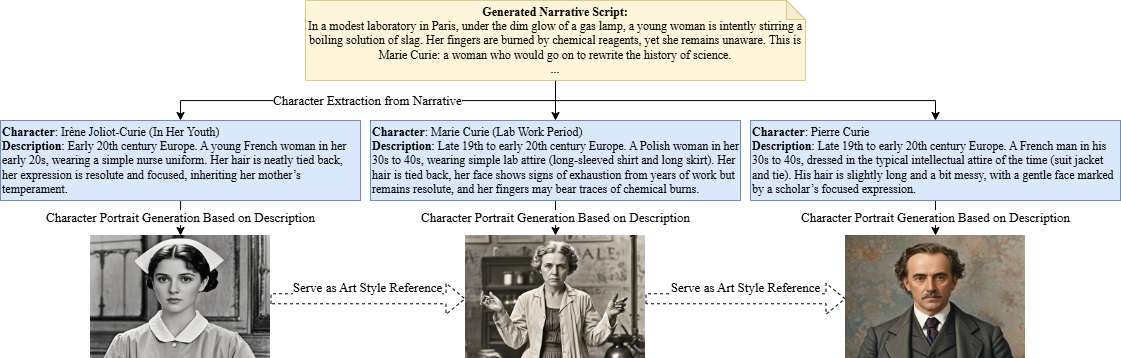 Generated Narrative Script:
In a modest laboratory in Paris, under the dim glow of a gas lamp, a young woman is intently stirring a
boiling solution of slag. Her fingers are burned by chemical reagents, yet she remains unaware. This is
Marie Curie: a woman who would go on to rewrite the history of science.
...
Character Extraction from Narrative
Character: Irène Joliot-Curie (In Her Youth)
Description: Early 20th century Europe. A young French woman in her
early 20s, wearing a simple nurse uniform. Her hair is neatly tied back,
her expression is resolute and focused, inheriting her mother's
temperament.
Character: Marie Curie (Lab Work Period)
Description: Late 19th to early 20th century Europe. A Polish woman in her
30s to 40s, wearing simple lab attire (long-sleeved shirt and long skirt). Her
hair is tied back, her face shows signs of exhaustion from years of work but
remains resolute, and her fingers may bear traces of chemical burns.
Character: Pierre Curie
Description: Late 19th to early 20th century Europe. A French man in his
30s to 40s, dressed in the typical intellectual attire of the time (suit jacket
and tie). His hair is slightly long and a bit messy, with a gentle face marked
by a scholar's focused expression.
Character Portrait Generation Based on Description
Character Portrait Generation Based on Description
Character Portrait Generation Based on Description
Serve as Art Style Reference
Serve as Art Style Reference